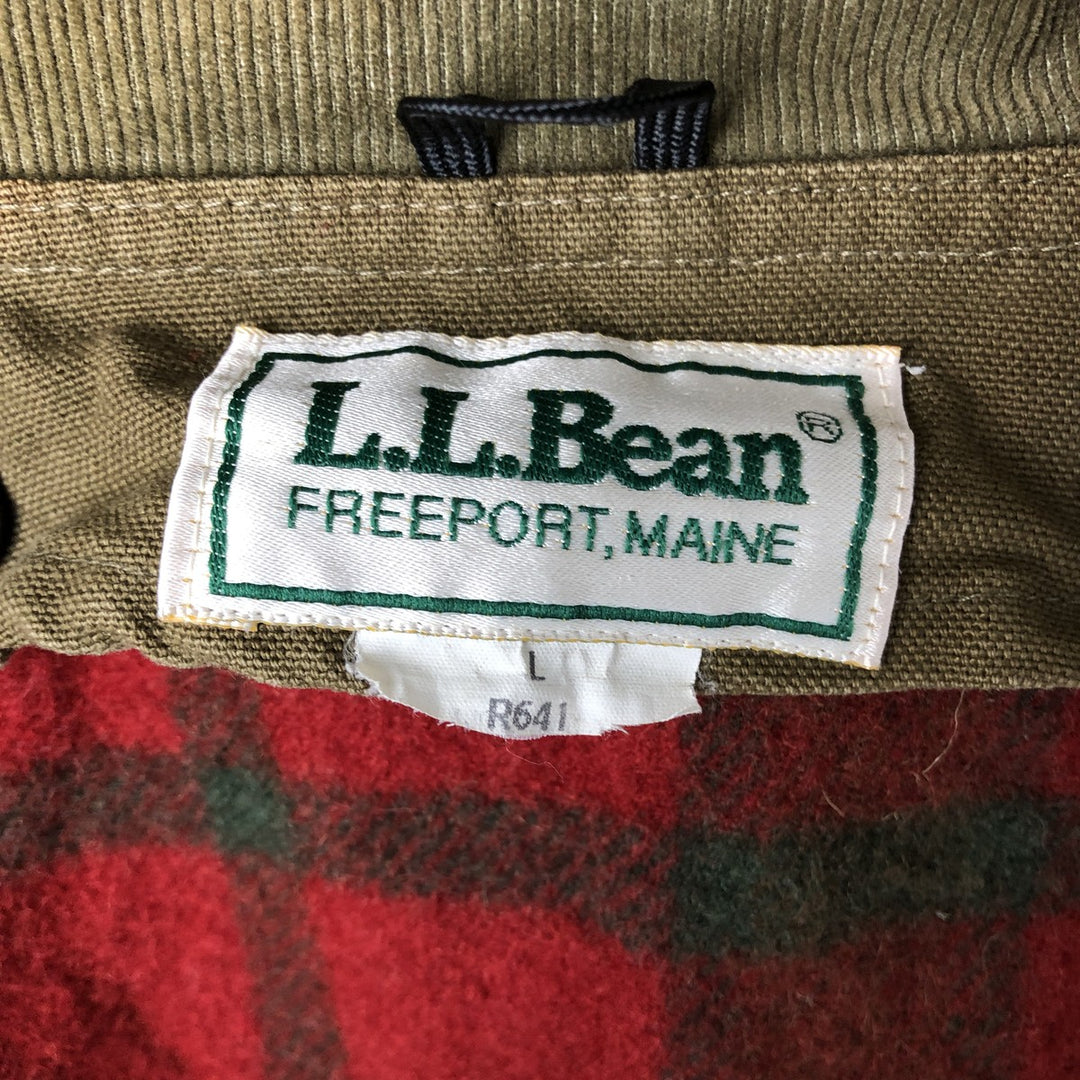 L.L.Bean®
FREEPORT, MAINE
L
R641